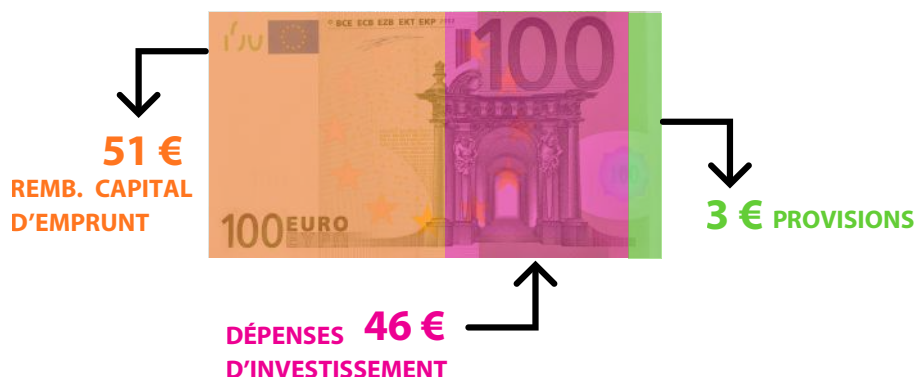 BCE ECB EZB EKT EKP
100
51 €
REMB. CAPITAL
D'EMPRUNT
100 EURO
3 € PROVISIONS
DÉPENSES 46 €
D'INVESTISSEMENT